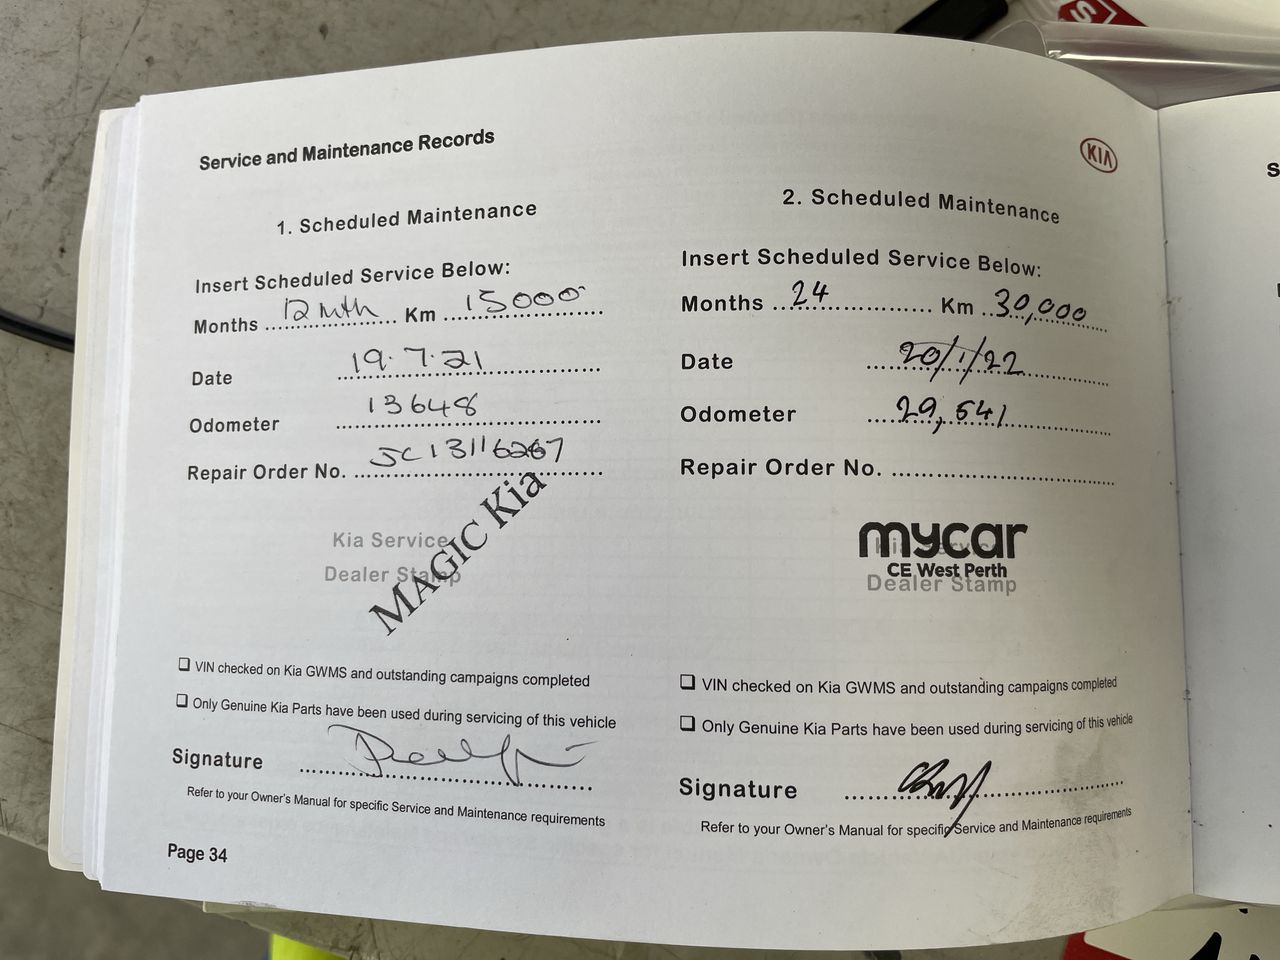 Service and Maintenance Records
KIA
1. Scheduled Maintenance
Insert Scheduled Service Below:
Months 12 mth Km 15000
Date 19.7.21
Odometer 13648
Repair Order No. JC13116267
Kia Service
Dealer Stamp
MAGIC Kia
❑ VIN checked on Kia GWMS and outstanding campaigns completed
❑ Only Genuine Kia Parts have been used during servicing of this vehicle
Signature
Refer to your Owner's Manual for specific Service and Maintenance requirements
Page 34
2. Scheduled Maintenance
Insert Scheduled Service Below:
Months 24 Km 30,000
Date 20/1/22
Odometer 29,541
Repair Order No.
Kia Service
mycar
CE West Perth
Dealer Stamp
❑ VIN checked on Kia GWMS and outstanding campaigns completed
❑ Only Genuine Kia Parts have been used during servicing of this vehicle
Signature
Refer to your Owner's Manual for specific Service and Maintenance requirements
S